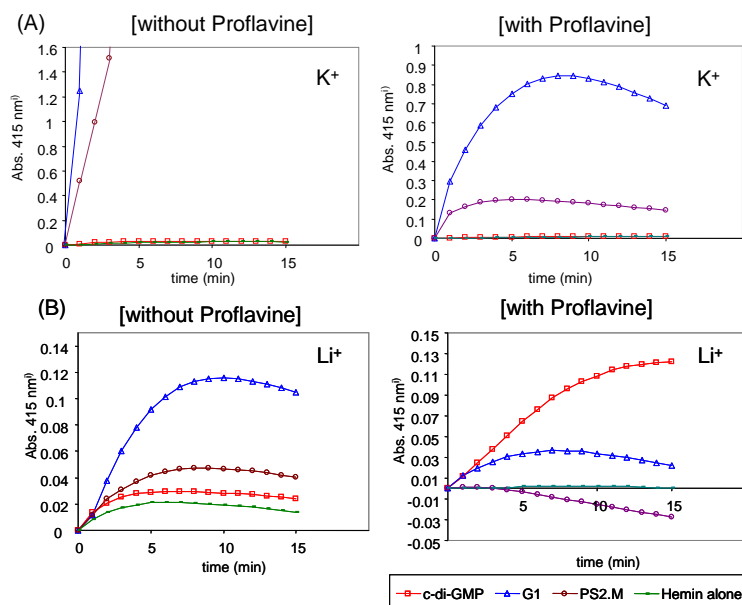 (A)
[without Proflavine]
K+
Abs. 415 nm i)
1.6
1.4
1.2
1
0.8
0.6
0.4
0.2
0
0 5 10 15
time (min)
[with Proflavine]
K+
Abs. 415 nm i)
1
0.9
0.8
0.7
0.6
0.5
0.4
0.3
0.2
0.1
0
0 5 10 15
time (min)
(B)
[without Proflavine]
Li+
Abs. 415 nm i)
0.14
0.12
0.1
0.08
0.06
0.04
0.02
0
0 5 10 15
time (min)
[with Proflavine]
Li+
Abs. 415 nm i)
0.15
0.13
0.11
0.09
0.07
0.05
0.03
0.01
-0.01
-0.03
-0.05
0 5 10 15
time (min)
c-di-GMP G1 PS2.M Hemin alone